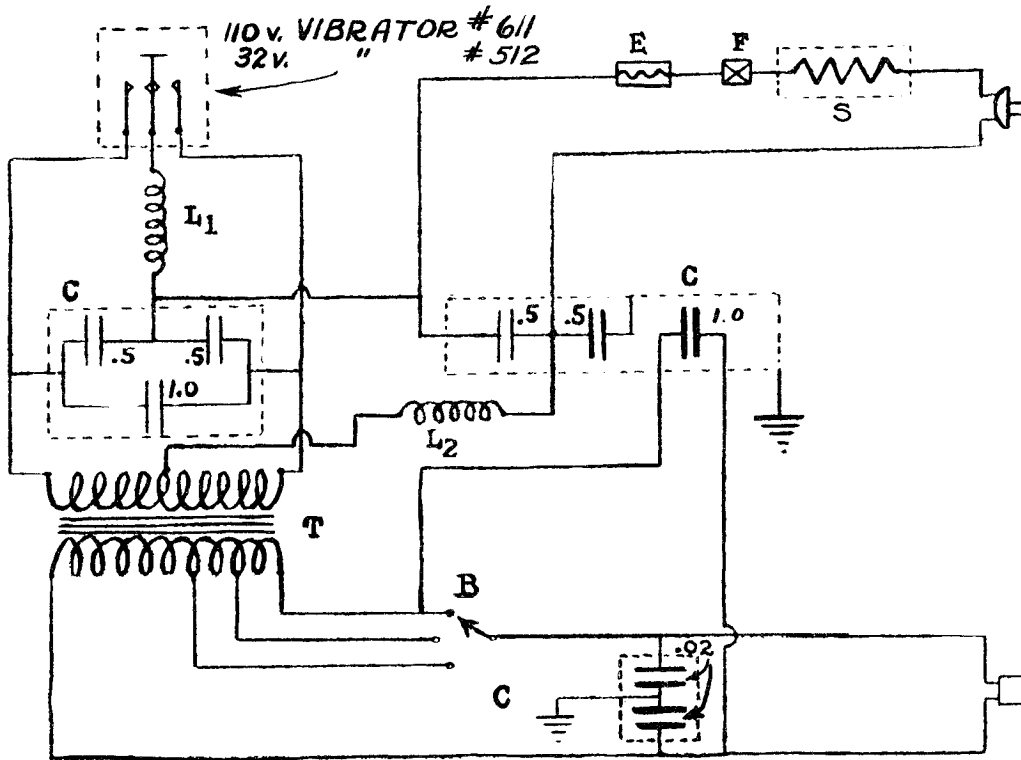 110 v. VIBRATOR #611
32 v. " #512
E F
S
L1
C
.5 .5
1.0
C
.5 .5 1.0
L2
T
B
.02
C